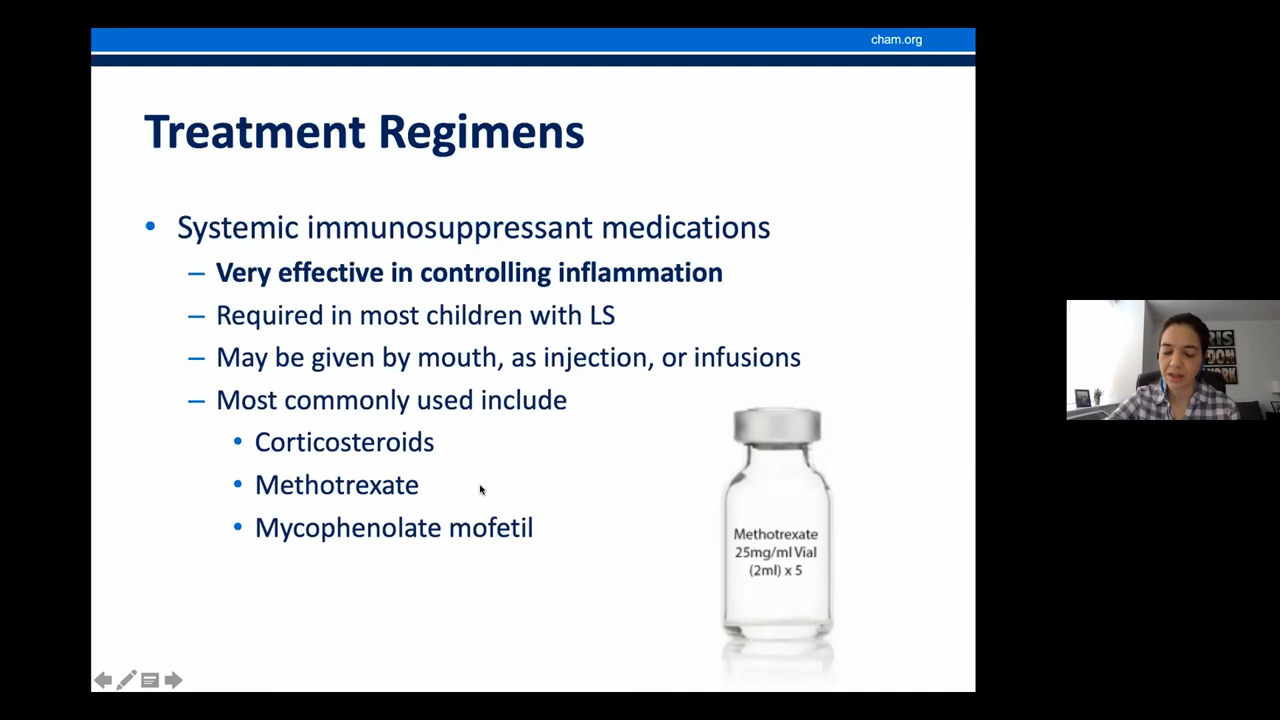 cham.org
Treatment Regimens
• Systemic immunosuppressant medications
– Very effective in controlling inflammation
– Required in most children with LS
– May be given by mouth, as injection, or infusions
– Most commonly used include
• Corticosteroids
• Methotrexate
• Mycophenolate mofetil
Methotrexate
25mg/ml Vial
(2ml) x 5